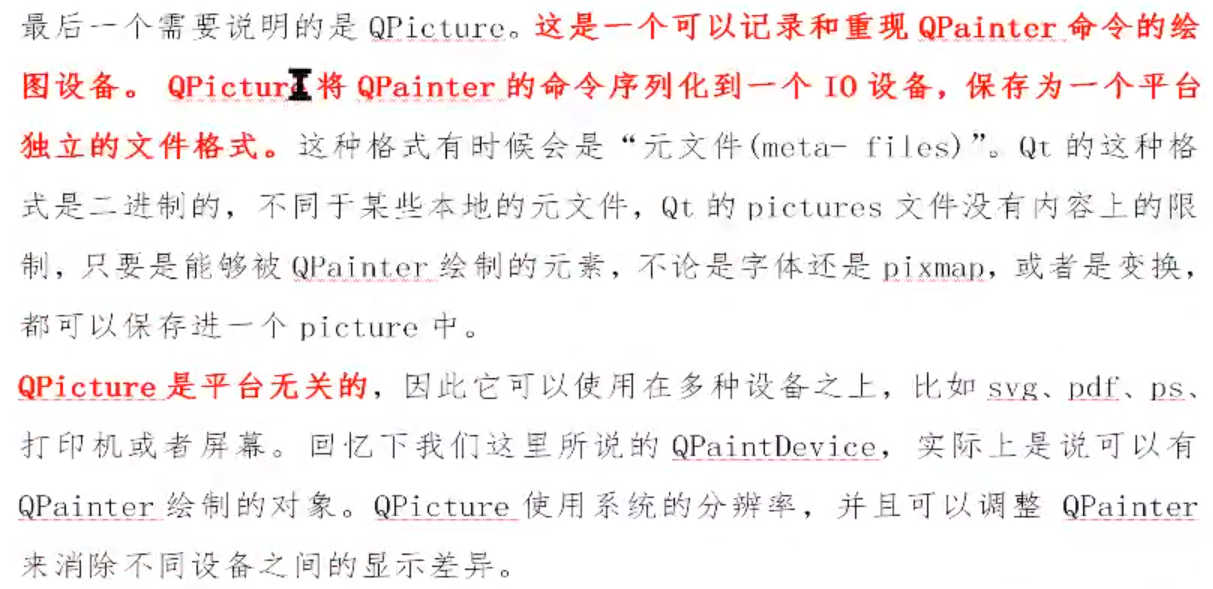 最后一个需要说明的是 QPicture。这是一个可以记录和重现 QPainter 命令的绘
图设备。 QPicture 将 QPainter 的命令序列化到一个 IO 设备，保存为一个平台
独立的文件格式。这种格式有时候会是“元文件(meta- files)”。Qt 的这种格
式是二进制的，不同于某些本地的元文件，Qt 的 pictures 文件没有内容上的限
制，只要是能够被 QPainter 绘制的元素，不论是字体还是 pixmap，或者是变换，
都可以保存进一个 picture 中。
QPicture 是平台无关的，因此它可以使用在多种设备之上，比如 svg、pdf、ps、
打印机或者屏幕。回忆下我们这里所说的 QPaintDevice，实际上是说可以有
QPainter 绘制的对象。QPicture 使用系统的分辨率，并且可以调整 QPainter
来消除不同设备之间的显示差异。